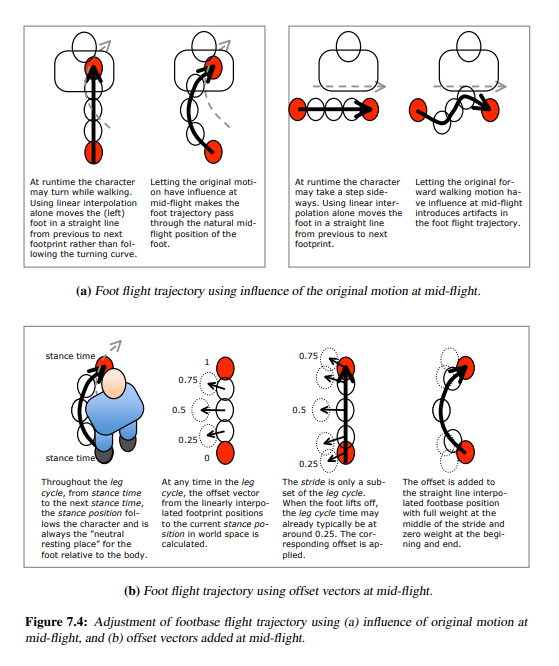 At runtime the character
may turn while walking.
Using linear interpolation
alone moves the (left)
foot in a straight line
from previous to next
footprint rather than fol-
lowing the turning curve.
Letting the original moti-
on have influence at
mid-flight makes the
foot trajectory pass
through the natural mid-
flight position of the
foot.
At runtime the character
may take a step side-
ways. Using linear inter-
polation alone moves the
foot in a straight line
from previous to next
footprint.
Letting the original for-
ward walking motion ha-
ve influence at mid-flight
introduces artifacts in
the foot flight trajectory.
(a) Foot flight trajectory using influence of the original motion at mid-flight.
stance time
stance time
Throughout the leg
cycle, from stance time
to the next stance time,
the stance position fol-
lows the character and is
always the "neutral
resting place" for the
foot relative to the body.
1
0.75
0.5
0.25
0
At any time in the leg
cycle, the offset vector
from the linearly interpo-
lated footprint positions
to the current stance po-
sition in world space is
calculated.
0.75
0.5
0.25
The stride is only a sub-
set of the leg cycle.
When the foot lifts off,
the leg cycle time may
already typically be at
around 0.25. The cor-
responding offset is ap-
plied.
The offset is added to
the straight line interpo-
lated footbase position
with full weight at the
middle of the stride and
zero weight at the begi-
ning and end.
(b) Foot flight trajectory using offset vectors at mid-flight.
Figure 7.4: Adjustment of footbase flight trajectory using (a) influence of original motion at
mid-flight, and (b) offset vectors added at mid-flight.